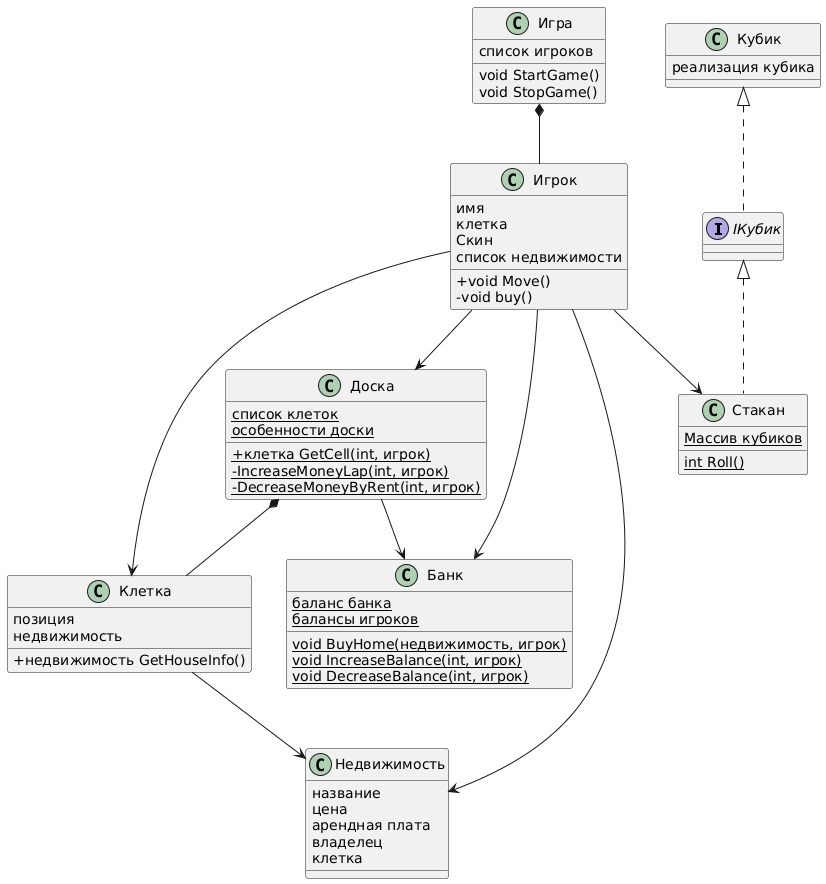 C Игра
список игроков
void StartGame()
void StopGame()
C Кубик
реализация кубика
C Игрок
имя
клетка
Скин
список недвижимости
+void Move()
-void buy()
I IКубик
C Доска
список клеток
особенности доски
+клетка GetCell(int, игрок)
-IncreaseMoneyLap(int, игрок)
-DecreaseMoneyByRent(int, игрок)
C Стакан
Массив кубиков
int Roll()
C Клетка
позиция
недвижимость
+недвижимость GetHouseInfo()
C Банк
баланс банка
балансы игроков
void BuyHome(недвижимость, игрок)
void IncreaseBalance(int, игрок)
void DecreaseBalance(int, игрок)
C Недвижимость
название
цена
арендная плата
владелец
клетка